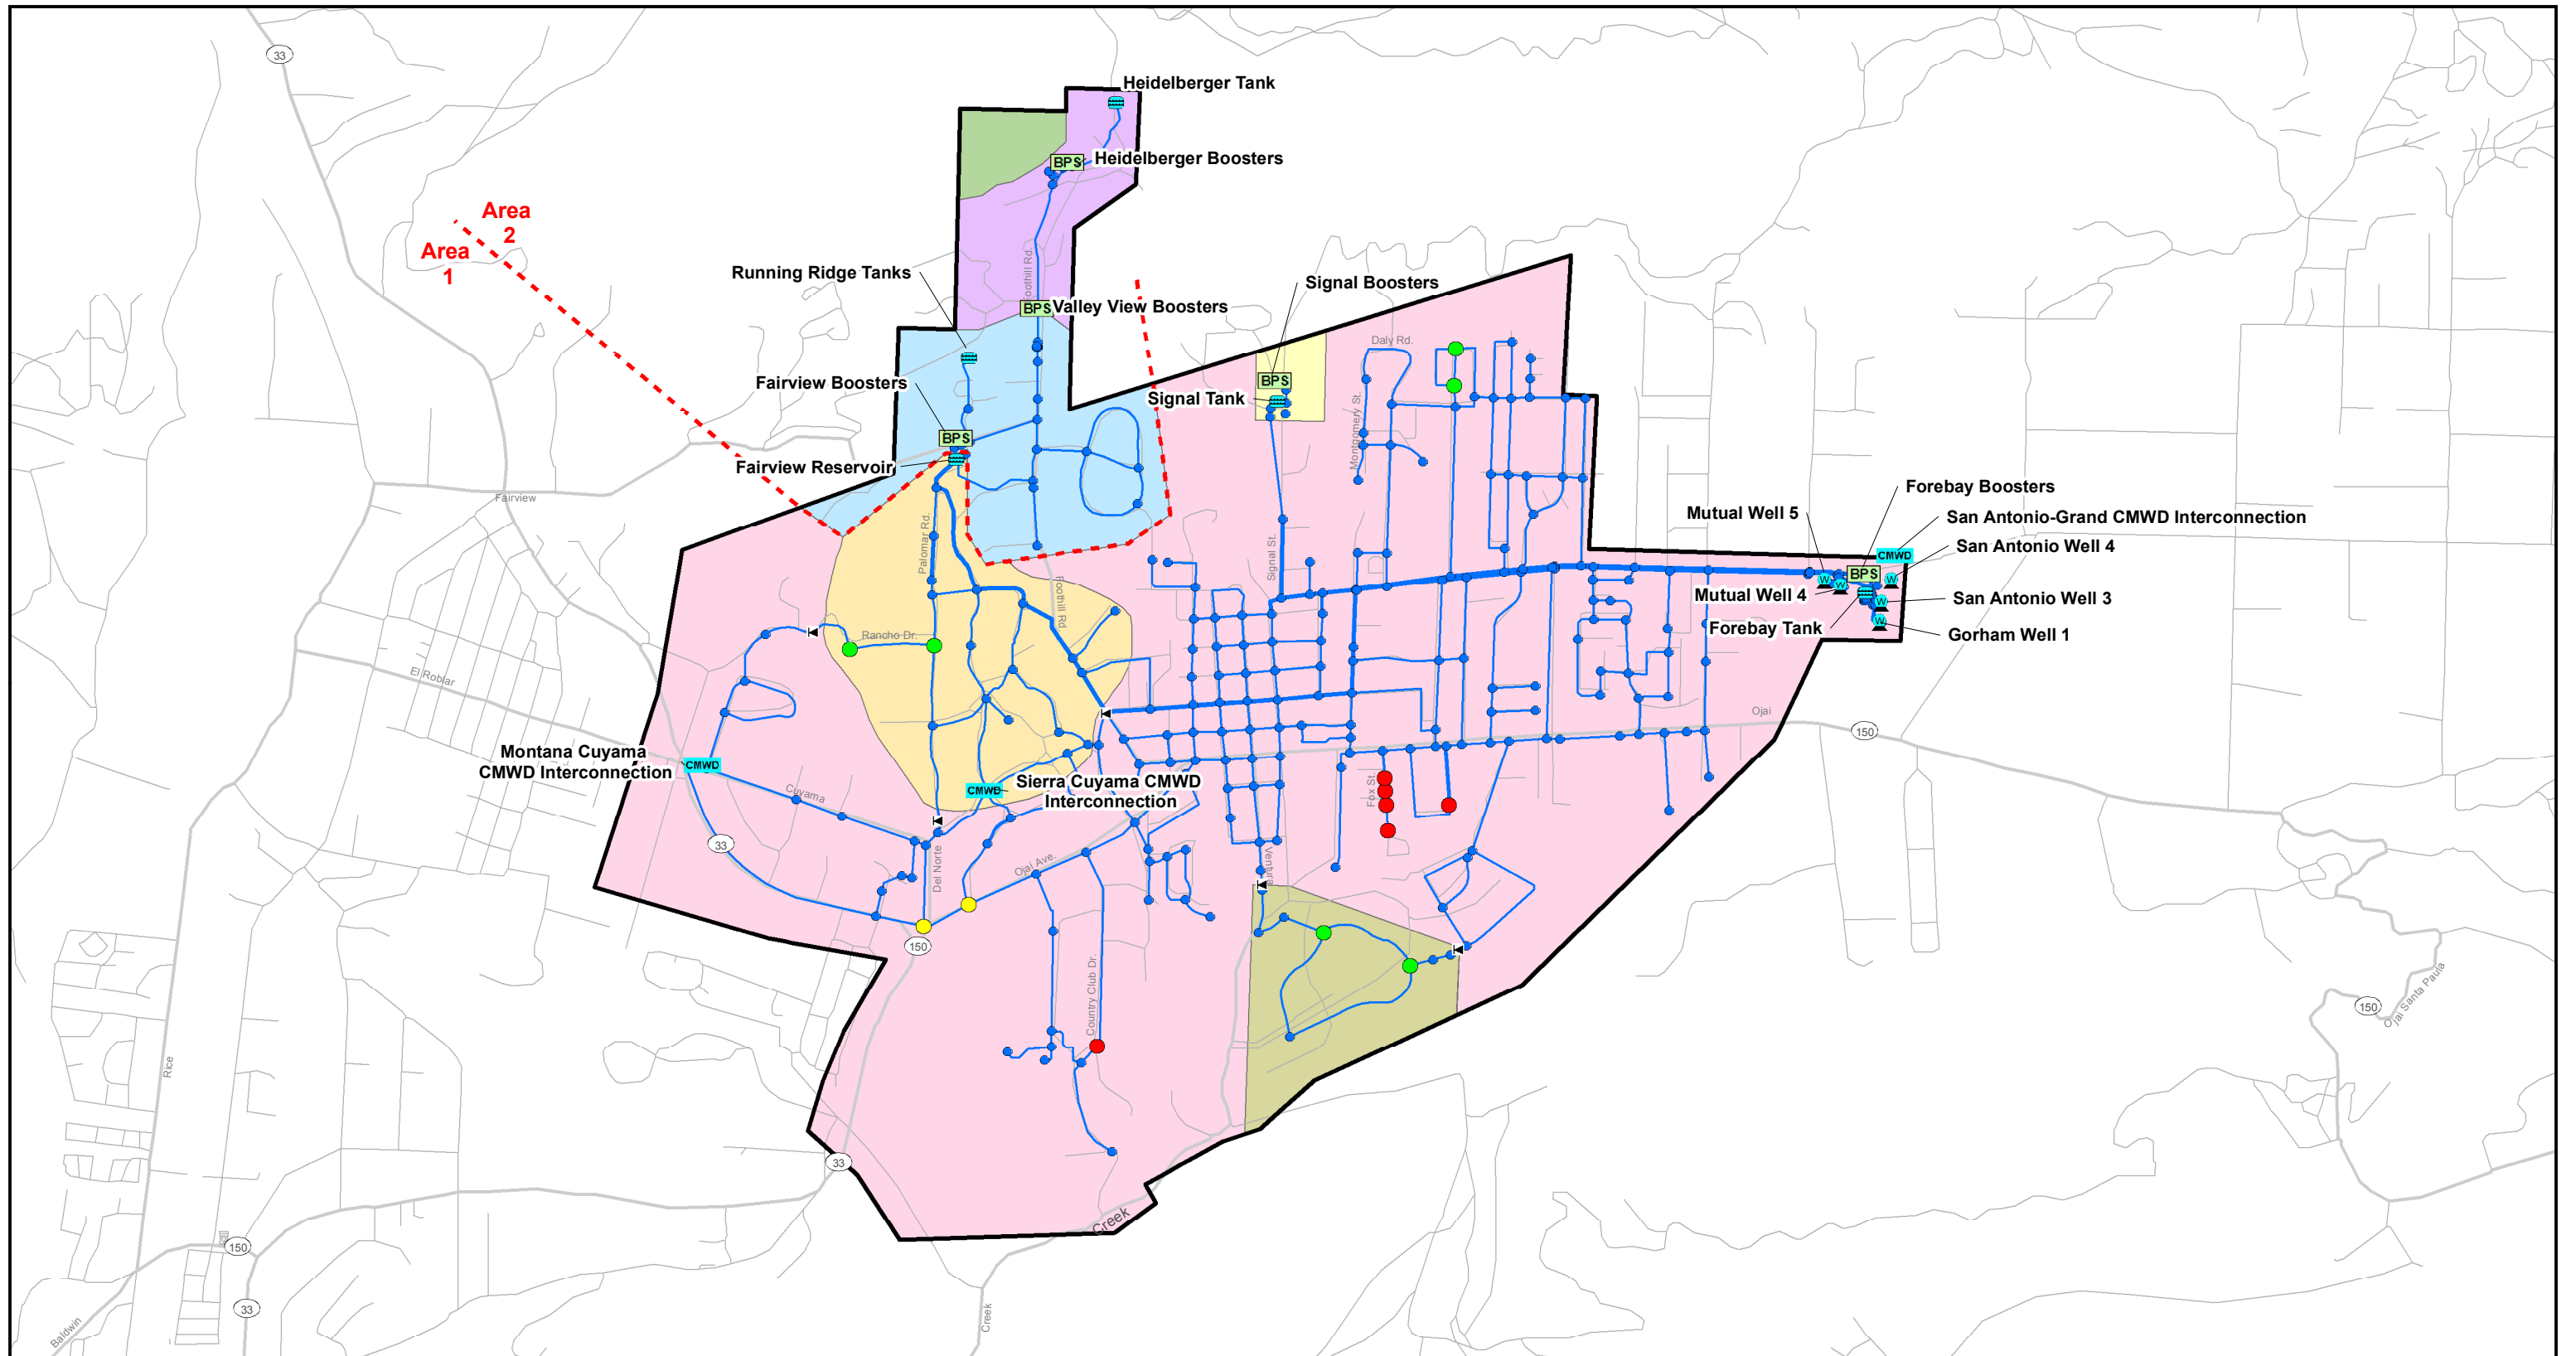 33
Heidelberger Tank
BPS
Heidelberger Boosters
Area
2
Area
1
Running Ridge Tanks
Foothill Rd.
BPS
Valley View Boosters
Signal Boosters
Daly Rd.
Fairview Boosters
BPS
Signal Tank
Montgomery St.
BPS
Fairview Reservoir
Fairview
Forebay Boosters
Mutual Well 5
San Antonio-Grand CMWD Interconnection
San Antonio Well 4
CMWD
BPS
W
W
W
W
W
Mutual Well 4
San Antonio Well 3
Forebay Tank
Gorham Well 1
Palomar Rd.
Signal St.
Foothill Rd
Rancho Dr.
El Roblar
Ojai
150
Montana Cuyama
CMWD Interconnection
CMWD
Cuyama
CMWD
Sierra Cuyama CMWD
Interconnection
Fox St.
33
Del Norte
Ojai Ave.
Ventura
150
Country Club Dr.
150
Ojai Santa Paula
Rice
33
Creek
150
33
Creek
Baldwin